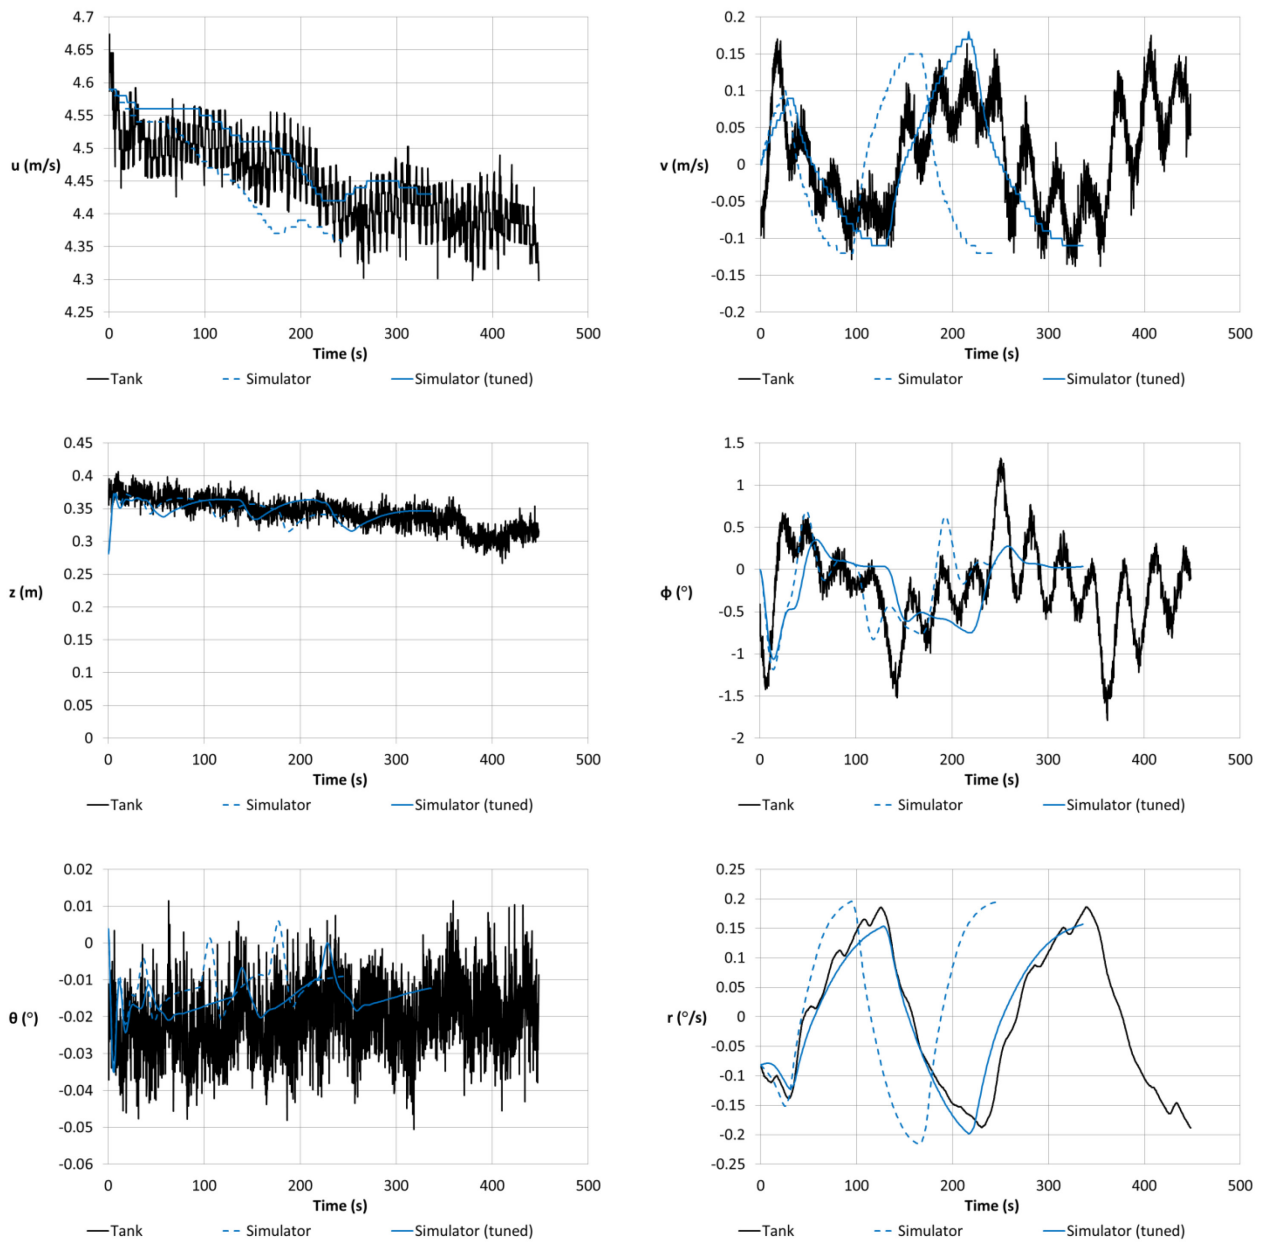 u (m/s)
4.7
4.65
4.6
4.55
4.5
4.45
4.4
4.35
4.3
4.25
0 100 200 300 400 500
Time (s)
Tank Simulator Simulator (tuned)
v (m/s)
0.2
0.15
0.1
0.05
0
-0.05
-0.1
-0.15
-0.2
0 100 200 300 400 500
Time (s)
Tank Simulator Simulator (tuned)
z (m)
0.45
0.4
0.35
0.3
0.25
0.2
0.15
0.1
0.05
0
0 100 200 300 400 500
Time (s)
Tank Simulator Simulator (tuned)
ϕ (°)
1.5
1
0.5
0
-0.5
-1
-1.5
-2
0 100 200 300 400 500
Time (s)
Tank Simulator Simulator (tuned)
θ (°)
0.02
0.01
0
-0.01
-0.02
-0.03
-0.04
-0.05
-0.06
0 100 200 300 400 500
Time (s)
Tank Simulator Simulator (tuned)
r (°/s)
0.25
0.2
0.15
0.1
0.05
0
-0.05
-0.1
-0.15
-0.2
-0.25
0 100 200 300 400 500
Time (s)
Tank Simulator Simulator (tuned)